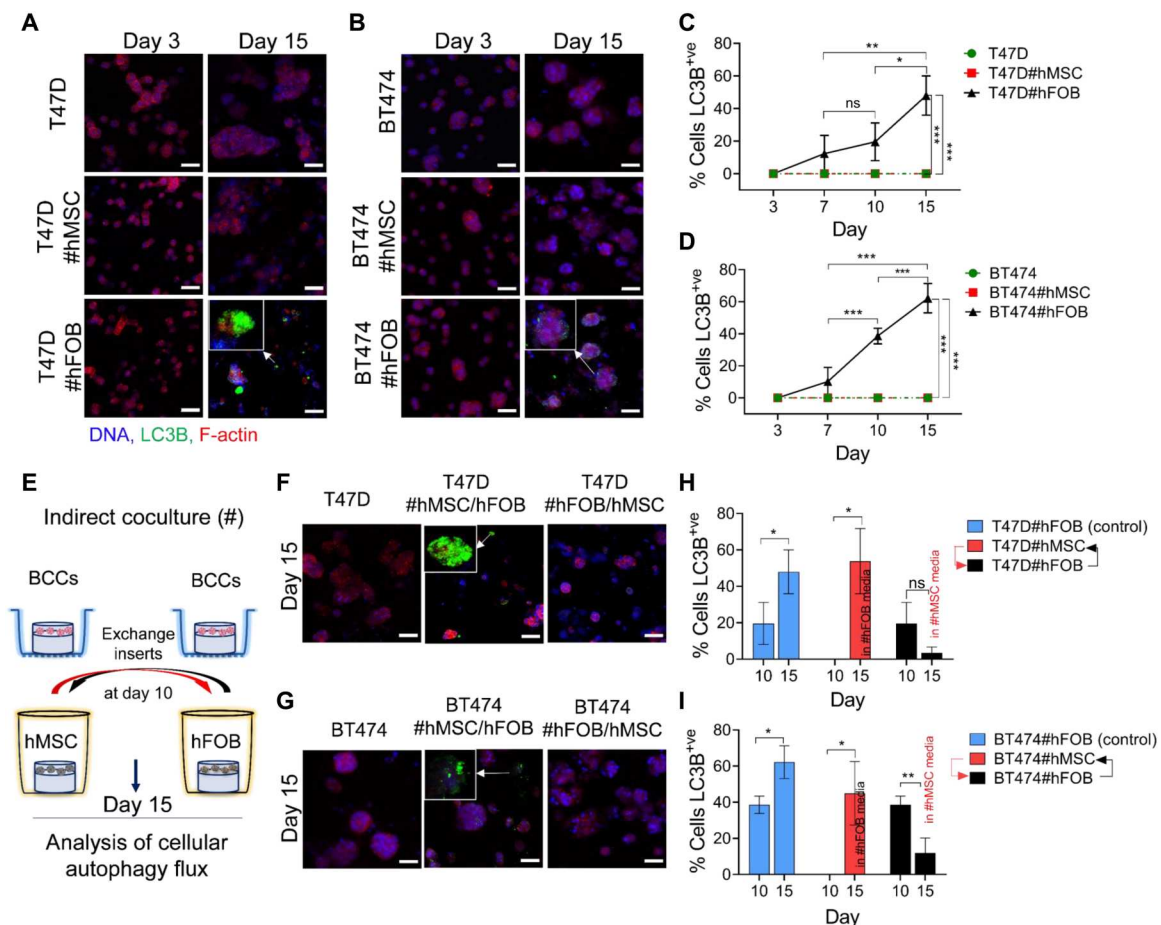 A
Day 3
Day 15
T47D
T47D
#hMSC
T47D
#hFOB
B
Day 3
Day 15
BT474
BT474
#hMSC
BT474
#hFOB
DNA, LC3B, F-actin
C
% Cells LC3B+ve
80
60
40
20
0
3
7
10
15
Day
**
*
ns
***
***
T47D
T47D#hMSC
T47D#hFOB
D
% Cells LC3B+ve
80
60
40
20
0
3
7
10
15
Day
***
***
***
***
***
BT474
BT474#hMSC
BT474#hFOB
E
Indirect coculture (#)
BCCs
BCCs
Exchange
inserts
at day 10
hMSC
hFOB
Day 15
Analysis of cellular
autophagy flux
F
T47D
T47D
#hMSC/hFOB
T47D
#hFOB/hMSC
Day 15
G
BT474
BT474
#hMSC/hFOB
BT474
#hFOB/hMSC
Day 15
H
% Cells LC3B+ve
80
60
40
20
0
*
*
ns
in #hFOB media
in #hMSC media
10 15
10 15
10 15
Day
T47D#hFOB (control)
T47D#hMSC
T47D#hFOB
I
% Cells LC3B+ve
80
60
40
20
0
*
*
**
in #hFOB media
in #hMSC media
10 15
10 15
10 15
Day
BT474#hFOB (control)
BT474#hMSC
BT474#hFOB